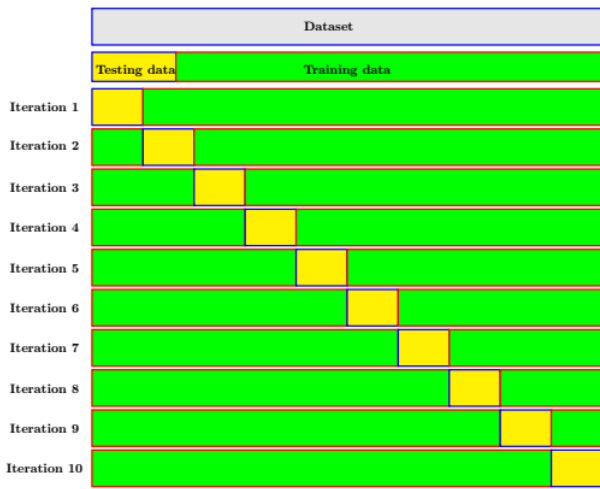 Dataset
Testing data Training data
Iteration 1
Iteration 2
Iteration 3
Iteration 4
Iteration 5
Iteration 6
Iteration 7
Iteration 8
Iteration 9
Iteration 10